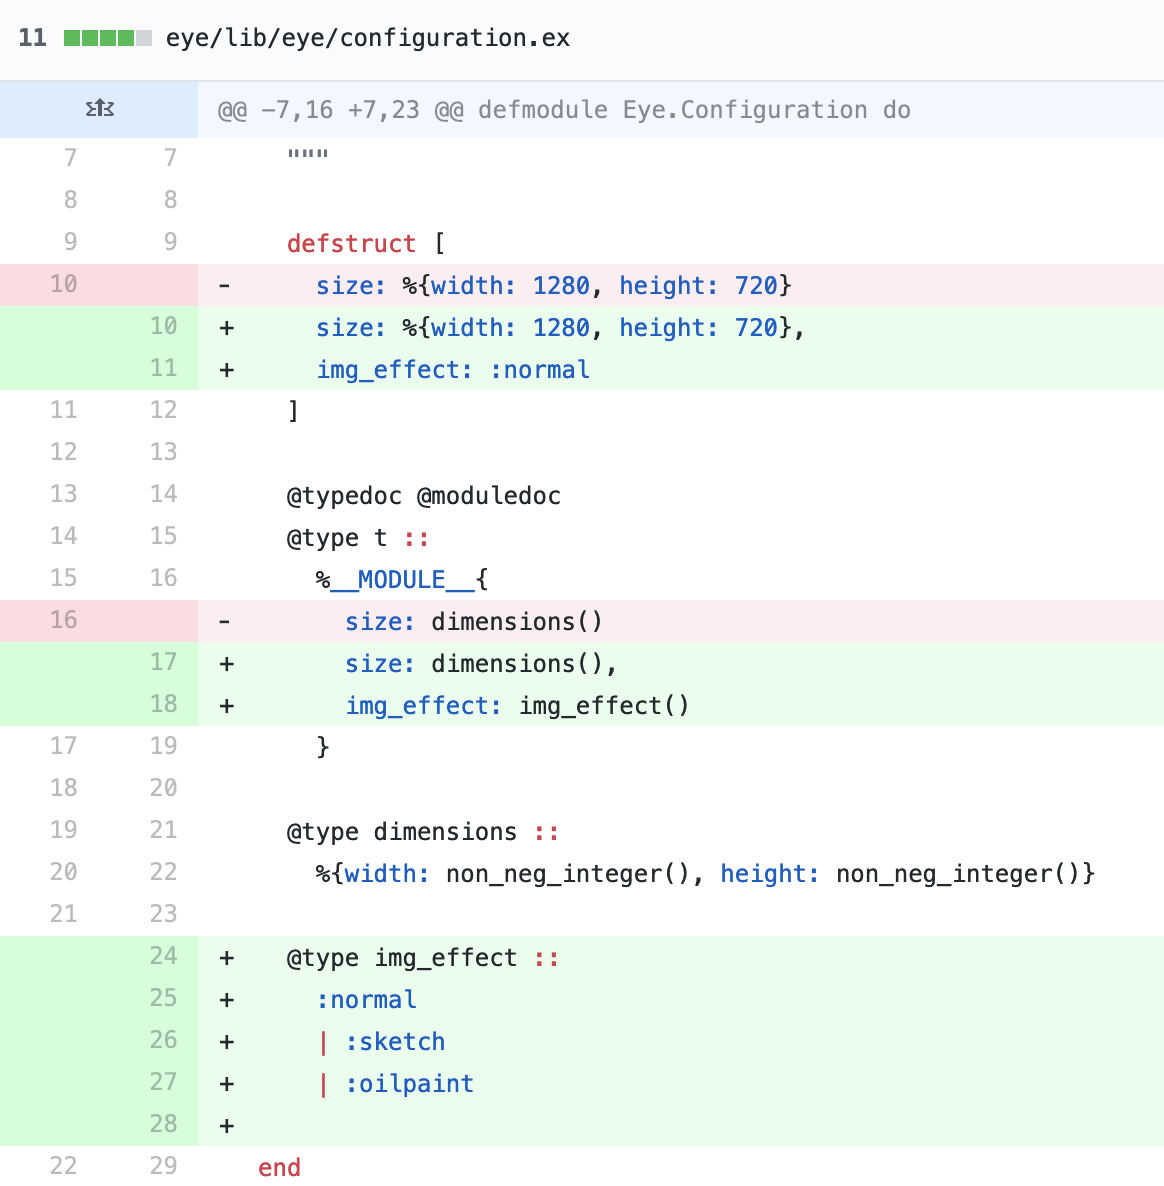 11 eye/lib/eye/configuration.ex
@@ -7,16 +7,23 @@ defmodule Eye.Configuration do
7 7 """
8 8
9 9 defstruct [
10 - size: %{width: 1280, height: 720}
10 + size: %{width: 1280, height: 720},
11 + img_effect: :normal
11 12 ]
12 13
13 14 @typedoc @moduledoc
14 15 @type t ::
15 16 %__MODULE__{
16 - size: dimensions()
17 + size: dimensions(),
18 + img_effect: img_effect()
17 19 }
18 20
19 21 @type dimensions ::
20 22 %{width: non_neg_integer(), height: non_neg_integer()}
21 23
24 + @type img_effect ::
25 + :normal
26 + | :sketch
27 + | :oilpaint
28 +
22 29 end